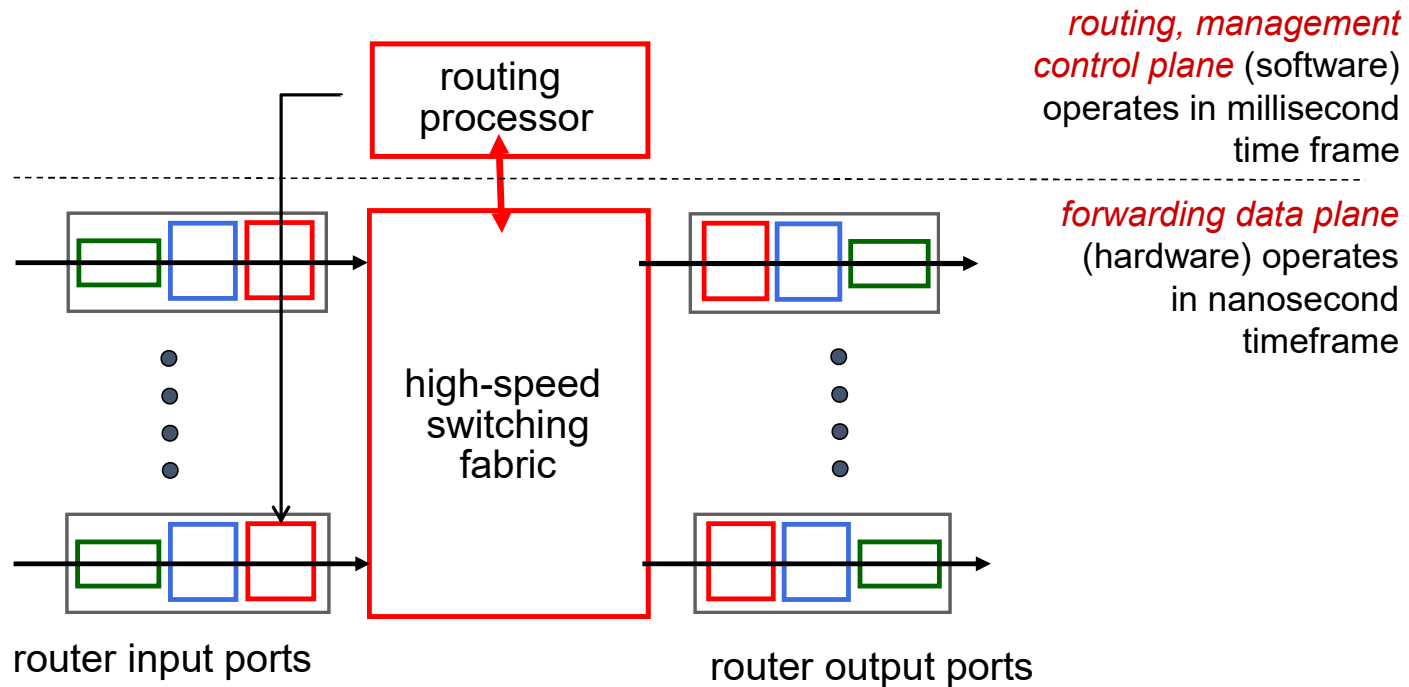 routing, management
control plane (software)
operates in millisecond
time frame
routing
processor
forwarding data plane
(hardware) operates
in nanosecond
timeframe
high-speed
switching
fabric
router input ports
router output ports